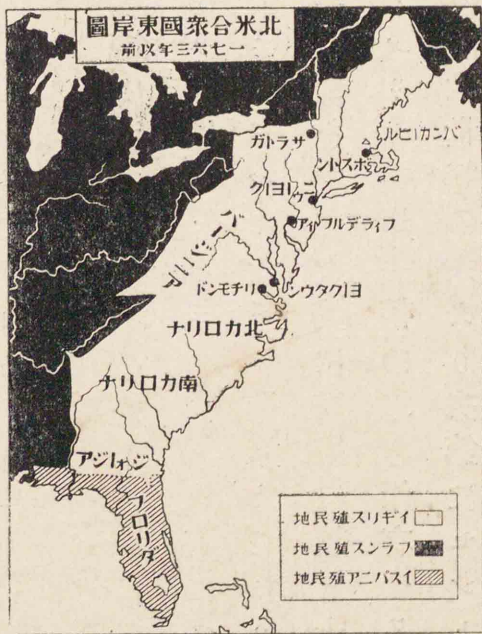 北米合衆國東岸圖
一七六三年以前
サラトガ
バンカーヒル
ボストン
ニゥーヨーク
フィラデルフィア
バージニア
リチモンド
ヨークタウン
北カロリナ
南カロリナ
ジォージア
フロリダ
イギリス殖民地
フランス殖民地
イスパニア殖民地